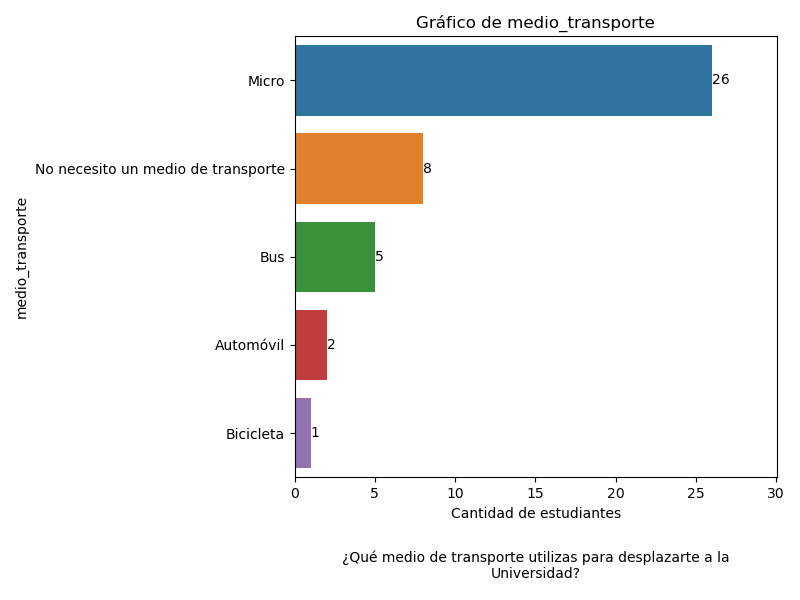 Gráfico de medio_transporte
Micro
26
No necesito un medio de transporte
8
Bus
5
Automóvil
2
Bicicleta
1
medio_transporte
0 5 10 15 20 25 30
Cantidad de estudiantes
¿Qué medio de transporte utilizas para desplazarte a la
Universidad?